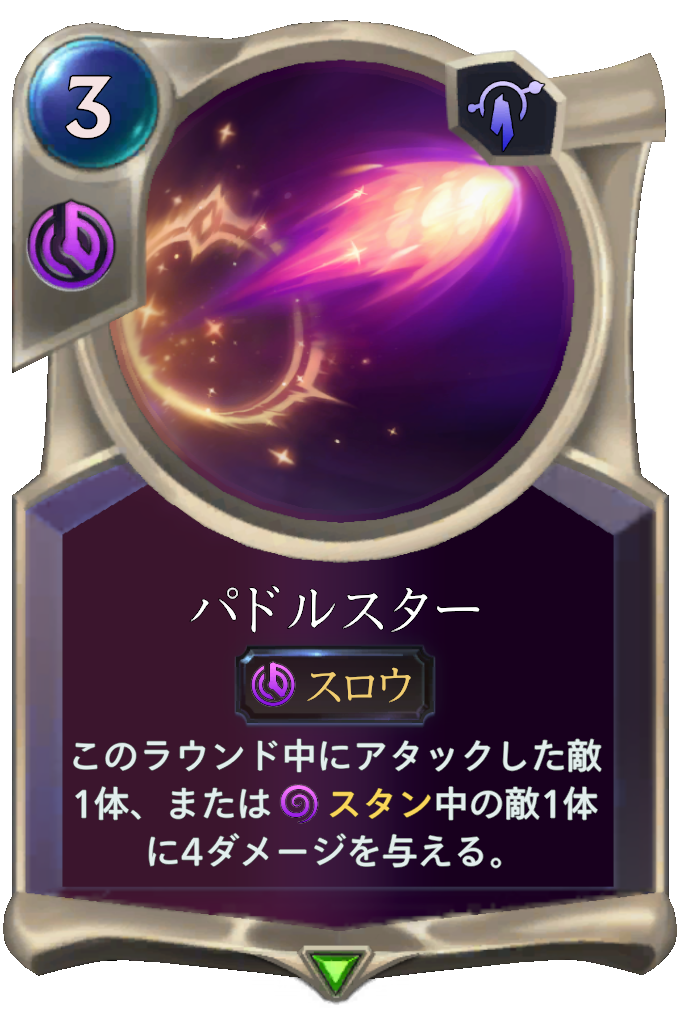 3
パドルスター
スロウ
このラウンド中にアタックした敵
1体、または スタン中の敵1体
に4ダメージを与える。